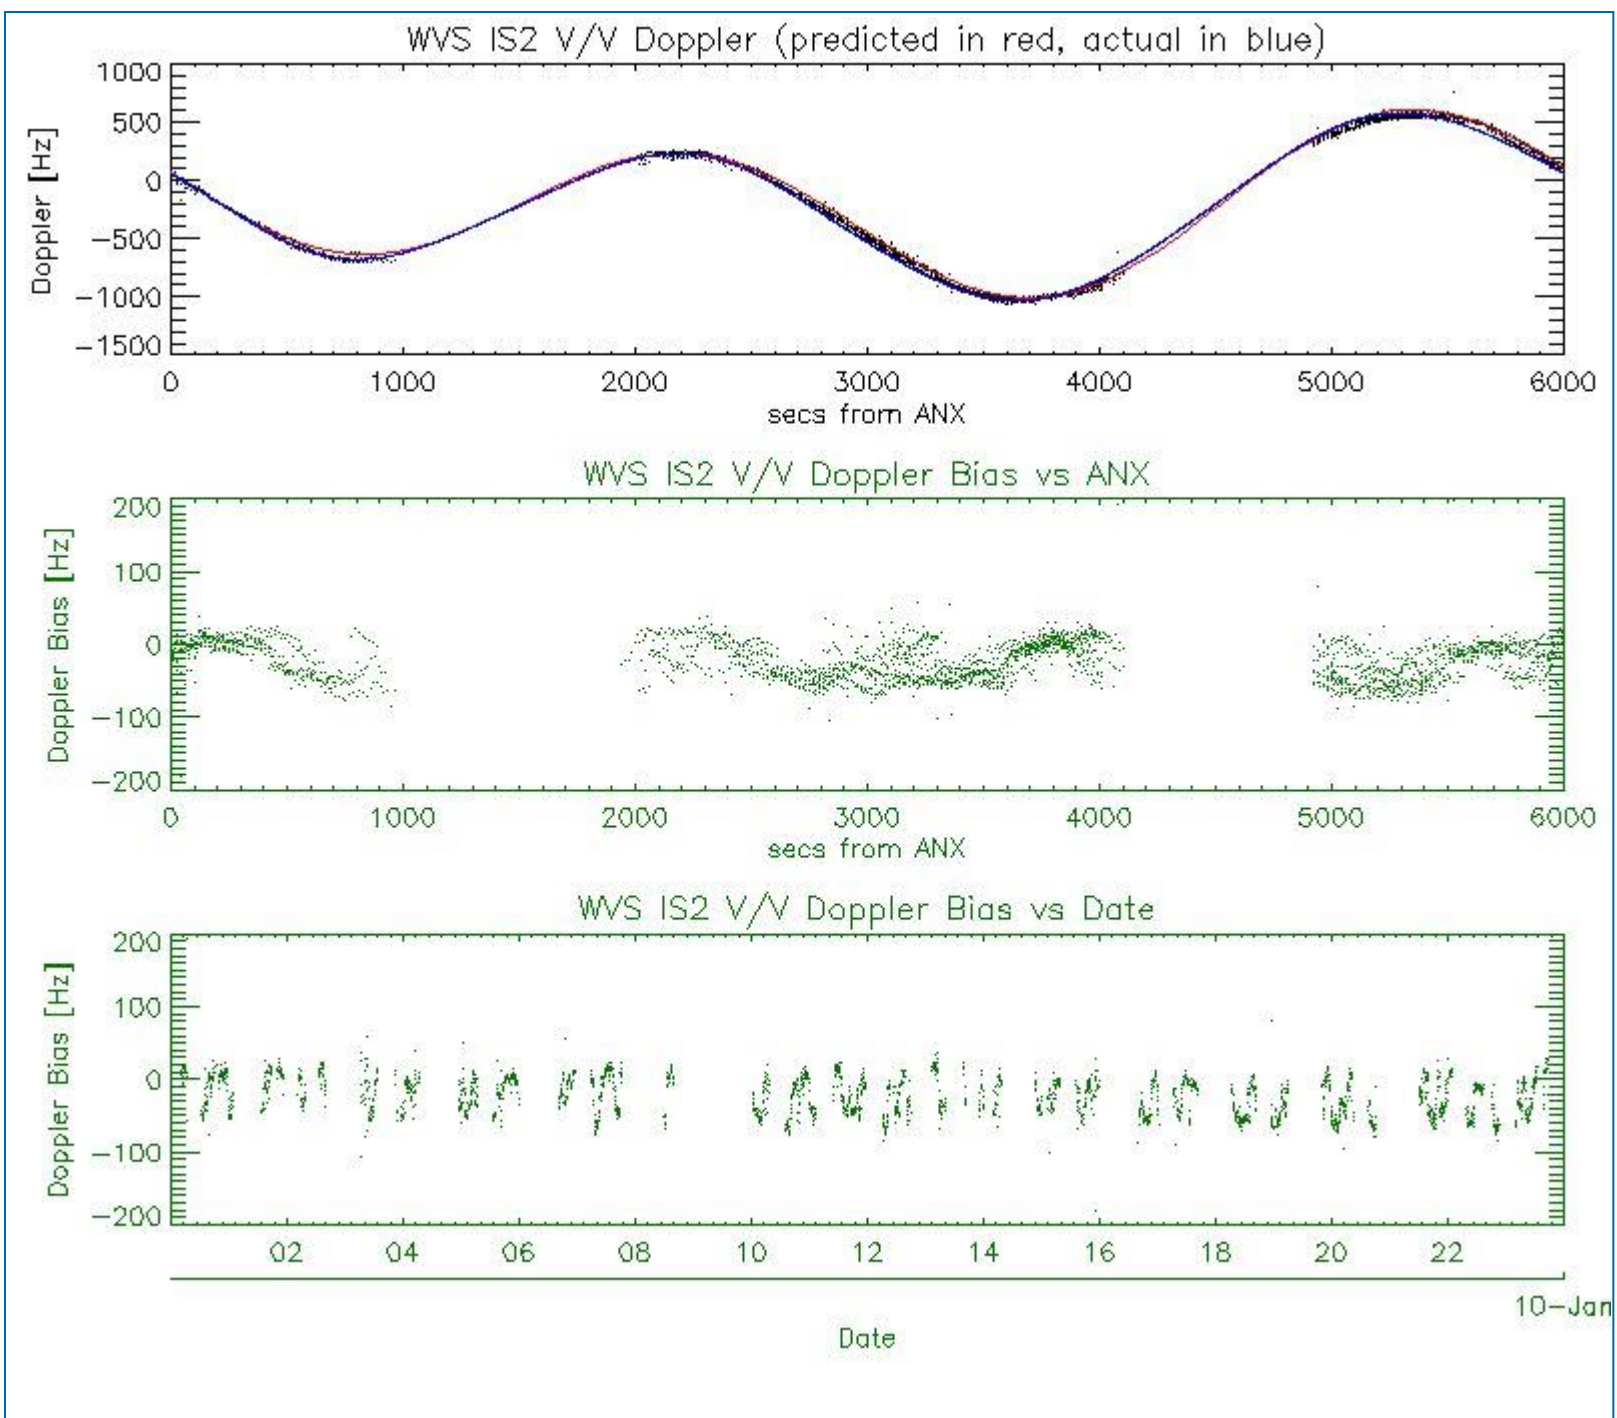 WVS IS2 V/V Doppler (predicted in red, actual in blue)
Doppler [Hz]
1000
500
0
-500
-1000
-1500
0 1000 2000 3000 4000 5000 6000
secs from ANX
WVS IS2 V/V Doppler Bias vs ANX
Doppler Bias [Hz]
200
100
0
-100
-200
0 1000 2000 3000 4000 5000 6000
secs from ANX
WVS IS2 V/V Doppler Bias vs Date
Doppler Bias [Hz]
200
100
0
-100
-200
02 04 06 08 10 12 14 16 18 20 22
10-Jan
Date